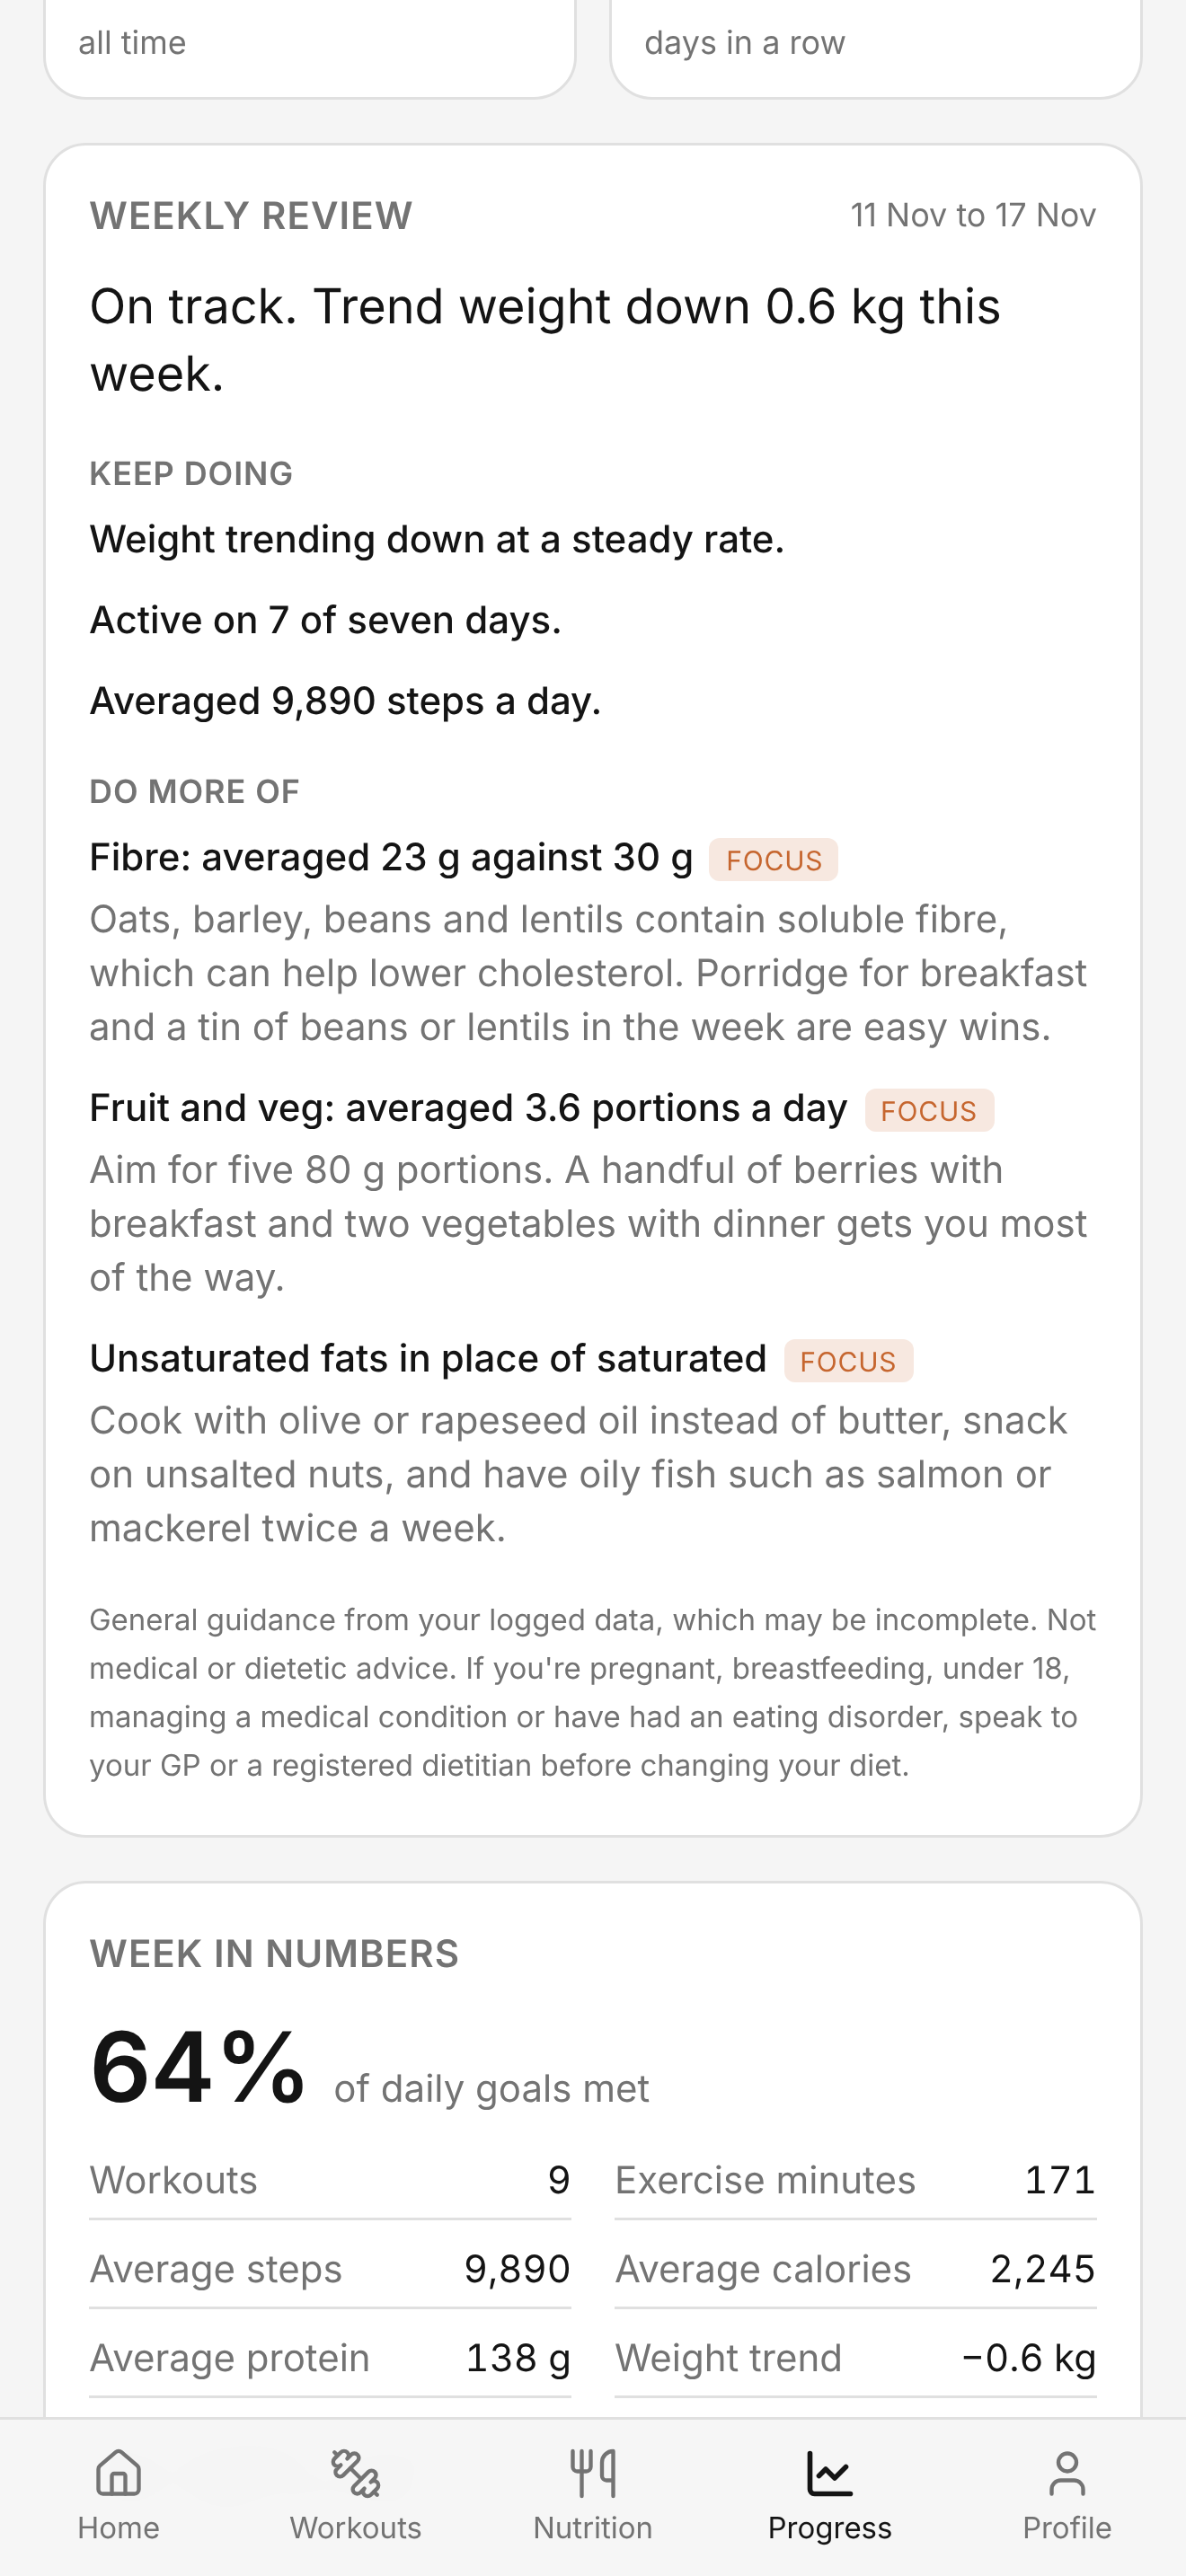 all time
days in a row
WEEKLY REVIEW
11 Nov to 17 Nov
On track. Trend weight down 0.6 kg this
week.
KEEP DOING
Weight trending down at a steady rate.
Active on 7 of seven days.
Averaged 9,890 steps a day.
DO MORE OF
Fibre: averaged 23 g against 30 g FOCUS
Oats, barley, beans and lentils contain soluble fibre,
which can help lower cholesterol. Porridge for breakfast
and a tin of beans or lentils in the week are easy wins.
Fruit and veg: averaged 3.6 portions a day FOCUS
Aim for five 80 g portions. A handful of berries with
breakfast and two vegetables with dinner gets you most
of the way.
Unsaturated fats in place of saturated FOCUS
Cook with olive or rapeseed oil instead of butter, snack
on unsalted nuts, and have oily fish such as salmon or
mackerel twice a week.
General guidance from your logged data, which may be incomplete. Not
medical or dietetic advice. If you're pregnant, breastfeeding, under 18,
managing a medical condition or have had an eating disorder, speak to
your GP or a registered dietitian before changing your diet.
WEEK IN NUMBERS
64% of daily goals met
Workouts 9
Exercise minutes 171
Average steps 9,890
Average calories 2,245
Average protein 138 g
Weight trend −0.6 kg
Home
Workouts
Nutrition
Progress
Profile